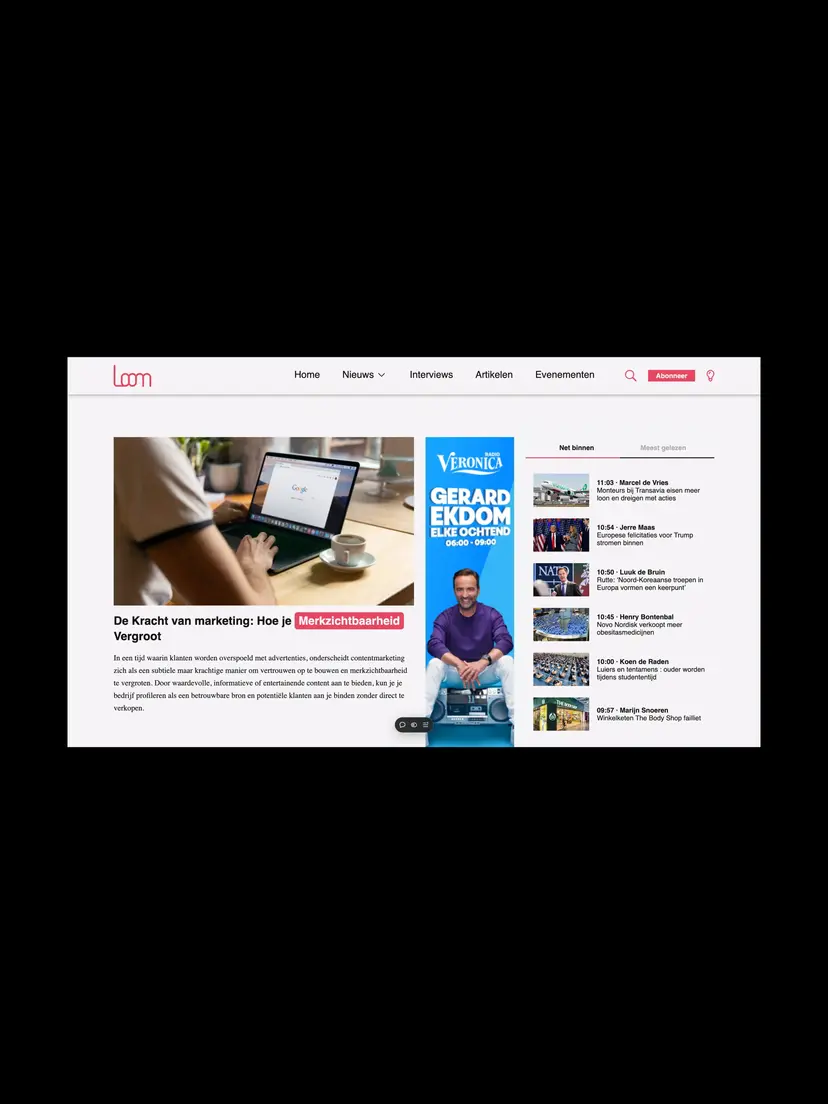 Loom
Home
Nieuws
Interviews
Artikelen
Evenementen
Abonneer
Google
De Kracht van marketing: Hoe je Merkzichtbaarheid
Vergroot
In een tijd waarin klanten worden overspoeld met advertenties, onderscheidt contentmarketing
zich als een subtiele maar krachtige manier om vertrouwen op te bouwen en merkzichtbaarheid
te vergroten. Door waardevolle, informatieve of entertainende content aan te bieden, kun je je
bedrijf profileren als een betrouwbare bron en potentiële klanten aan je binden zonder direct te
verkopen.
RADIO
VERONICA
GERARD
EKDOM
ELKE OCHTEND
06:00 - 09:00
Net binnen
Meest gelezen
11:03 · Marcel de Vries
Monteurs bij Transavia eisen meer
loon en dreigen met acties
10:54 · Jerre Maas
Europese felicitaties voor Trump
stromen binnen
NATO
10:50 · Luuk de Bruin
Rutte: 'Noord-Koreaanse troepen in
Europa vormen een keerpunt'
10:45 · Henry Bontenbal
Novo Nordisk verkoopt meer
obesitasmedicijnen
10:00 · Koen de Raden
Luiers en tentamens : ouder worden
tijdens studententijd
09:57 · Marijn Snoeren
Winkelketen The Body Shop failliet